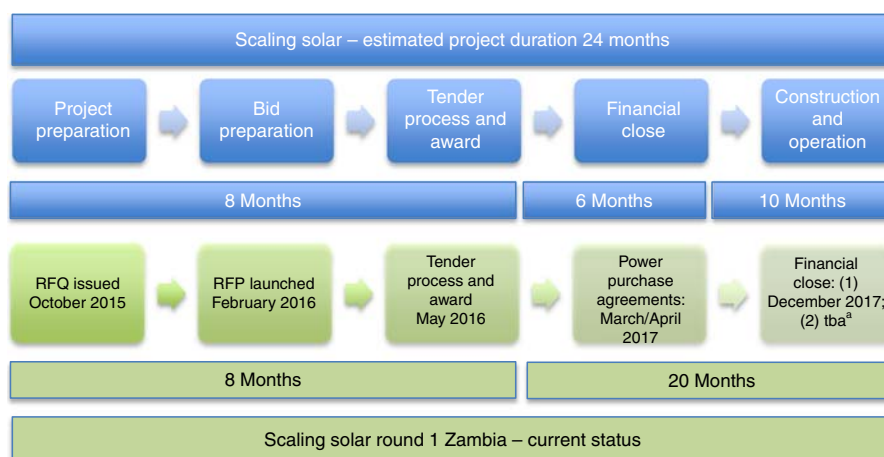 Scaling solar – estimated project duration 24 months
Project
preparation
Bid
preparation
Tender
process and
award
Financial
close
Construction
and
operation
8 Months
6 Months
10 Months
RFQ issued
October 2015
RFP launched
February 2016
Tender
process and
award
May 2016
Power
purchase
agreements:
March/April
2017
Financial
close: (1)
December 2017;
(2) tbaᵃ
8 Months
20 Months
Scaling solar round 1 Zambia – current status